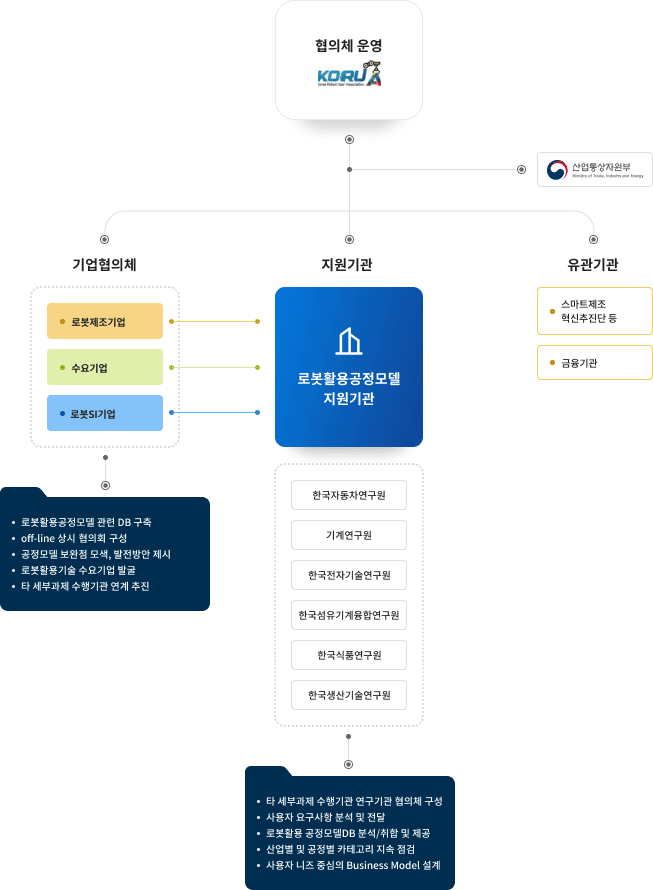 협의체 운영
KORUA
Korea Robot User Association
산업통상자원부
Ministry of Trade, Industry and Energy
기업협의체
지원기관
유관기관
로봇제조기업
수요기업
로봇SI기업
로봇활용공정모델
지원기관
스마트제조
혁신추진단 등
금융기관
한국자동차연구원
기계연구원
한국전자기술연구원
한국섬유기계융합연구원
한국식품연구원
한국생산기술연구원
• 로봇활용공정모델 관련 DB 구축
• off-line 상시 협의회 구성
• 공정모델 보완점 모색, 발전방안 제시
• 로봇활용기술 수요기업 발굴
• 타 세부과제 수행기관 연계 추진
• 타 세부과제 수행기관 연구기관 협의체 구성
• 사용자 요구사항 분석 및 전달
• 로봇활용 공정모델DB 분석/취합 및 제공
• 산업별 및 공정별 카테고리 지속 점검
• 사용자 니즈 중심의 Business Model 설계